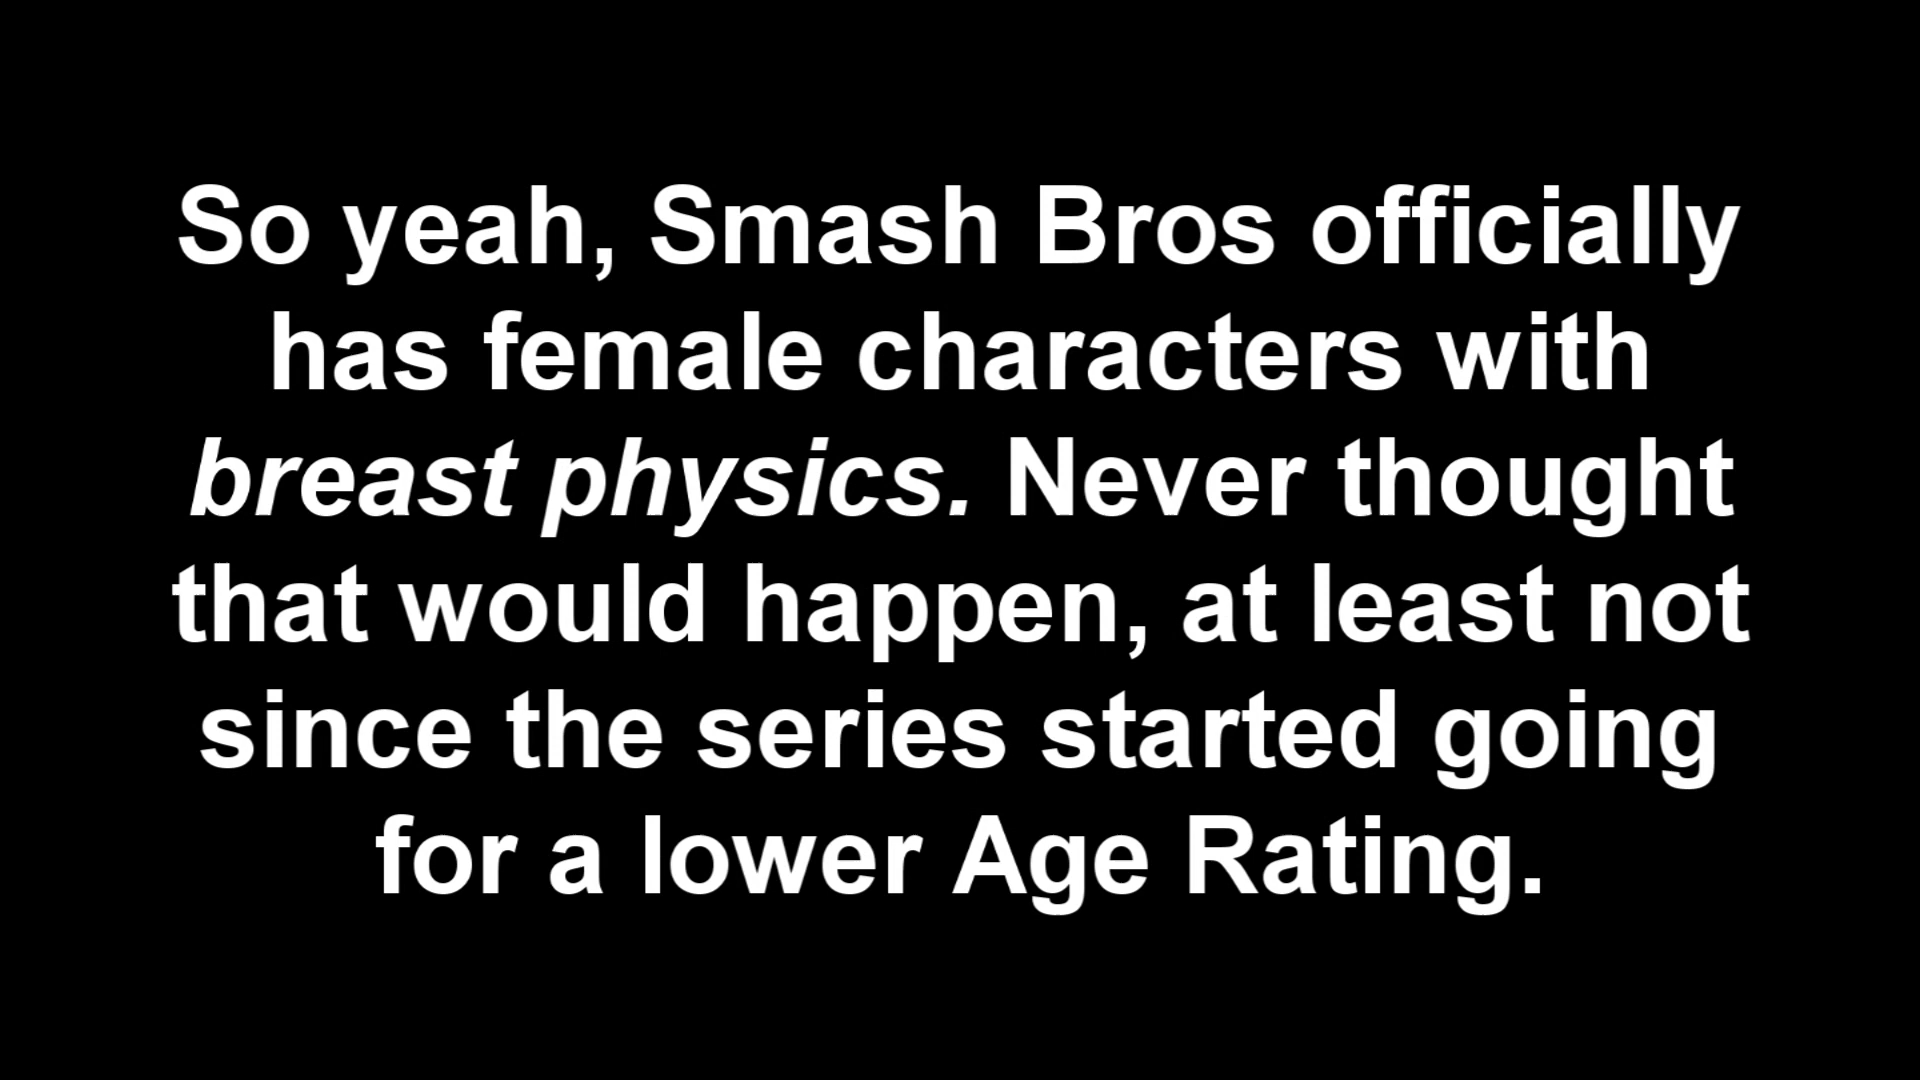 So yeah, Smash Bros officially
has female characters with
breast physics. Never thought
that would happen, at least not
since the series started going
for a lower Age Rating.